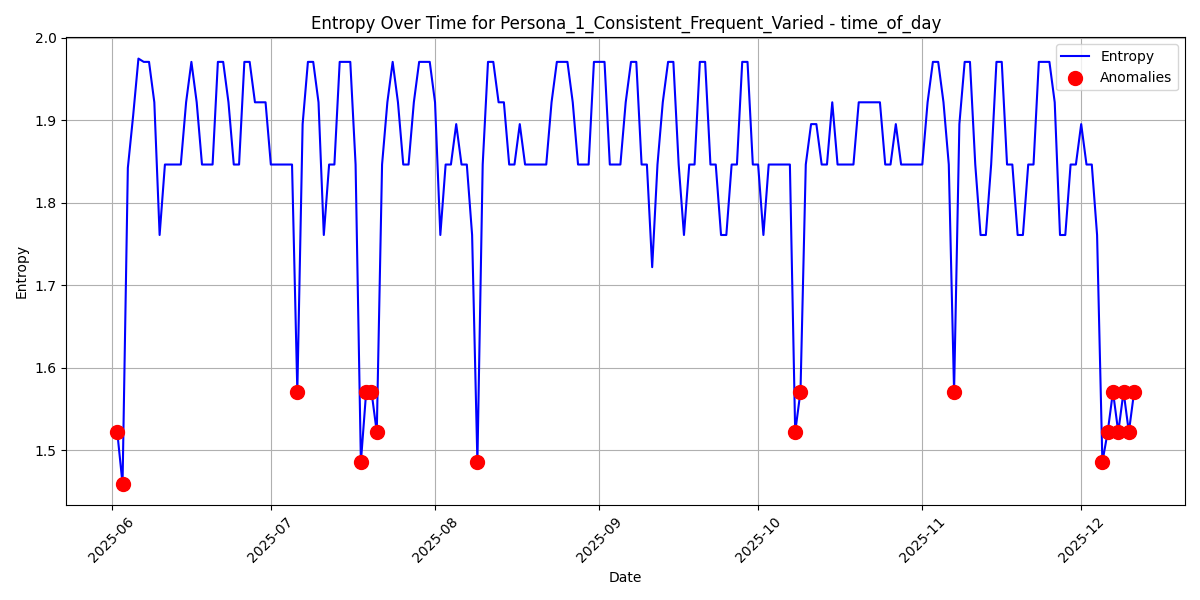 Entropy Over Time for Persona_1_Consistent_Frequent_Varied - time_of_day
Entropy
Anomalies
2.0
1.9
1.8
1.7
1.6
1.5
Entropy
2025-06
2025-07
2025-08
2025-09
2025-10
2025-11
2025-12
Date